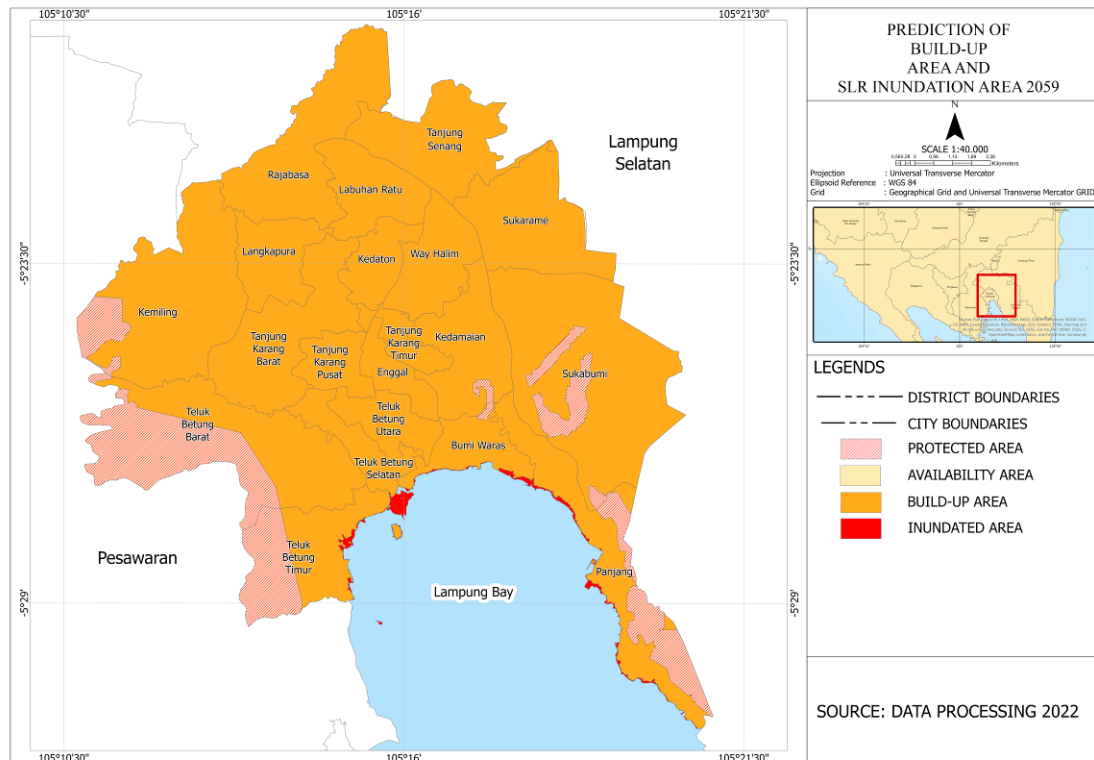 105°10'30"
105°16'
105°21'30"
-5°23'30"
-5°29'
-5°23'30"
-5°29'
105°10'30"
105°16'
105°21'30"
Lampung
Selatan
Tanjung
Senang
Rajabasa
Labuhan Ratu
Sukarame
Langkapura
Kedaton
Way Halim
Kemiling
Tanjung
Karang
Barat
Tanjung
Karang
Pusat
Tanjung
Karang
Timur
Enggal
Kedamaian
Sukabumi
Teluk
Betung
Barat
Teluk
Betung
Utara
Bumi Waras
Teluk Betung
Selatan
Pesawaran
Teluk
Betung
Timur
Panjang
Lampung Bay
PREDICTION OF
BUILD-UP
AREA AND
SLR INUNDATION AREA 2059
N
SCALE 1:40.000
Kilometers
Projection : Universal Transverse Mercator
Ellipsoid Reference : WGS 84
Grid : Geographical Grid and Universal Transverse Mercator GRID
LEGENDS
DISTRICT BOUNDARIES
CITY BOUNDARIES
PROTECTED AREA
AVAILABILITY AREA
BUILD-UP AREA
INUNDATED AREA
SOURCE: DATA PROCESSING 2022